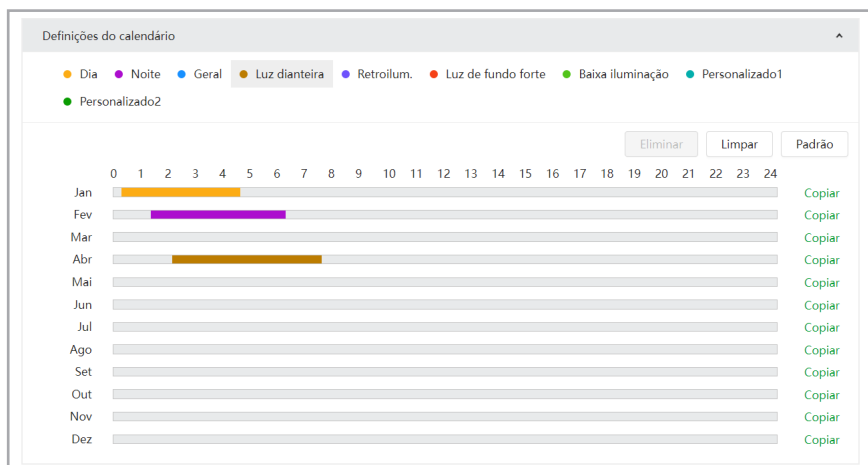 Definições do calendário
Dia Noite Geral Luz dianteira Retroilum. Luz de fundo forte Baixa iluminação Personalizado1
Personalizado2
Eliminar Limpar Padrão
0 1 2 3 4 5 6 7 8 9 10 11 12 13 14 15 16 17 18 19 20 21 22 23 24
Jan Copiar
Fev Copiar
Mar Copiar
Abr Copiar
Mai Copiar
Jun Copiar
Jul Copiar
Ago Copiar
Set Copiar
Out Copiar
Nov Copiar
Dez Copiar